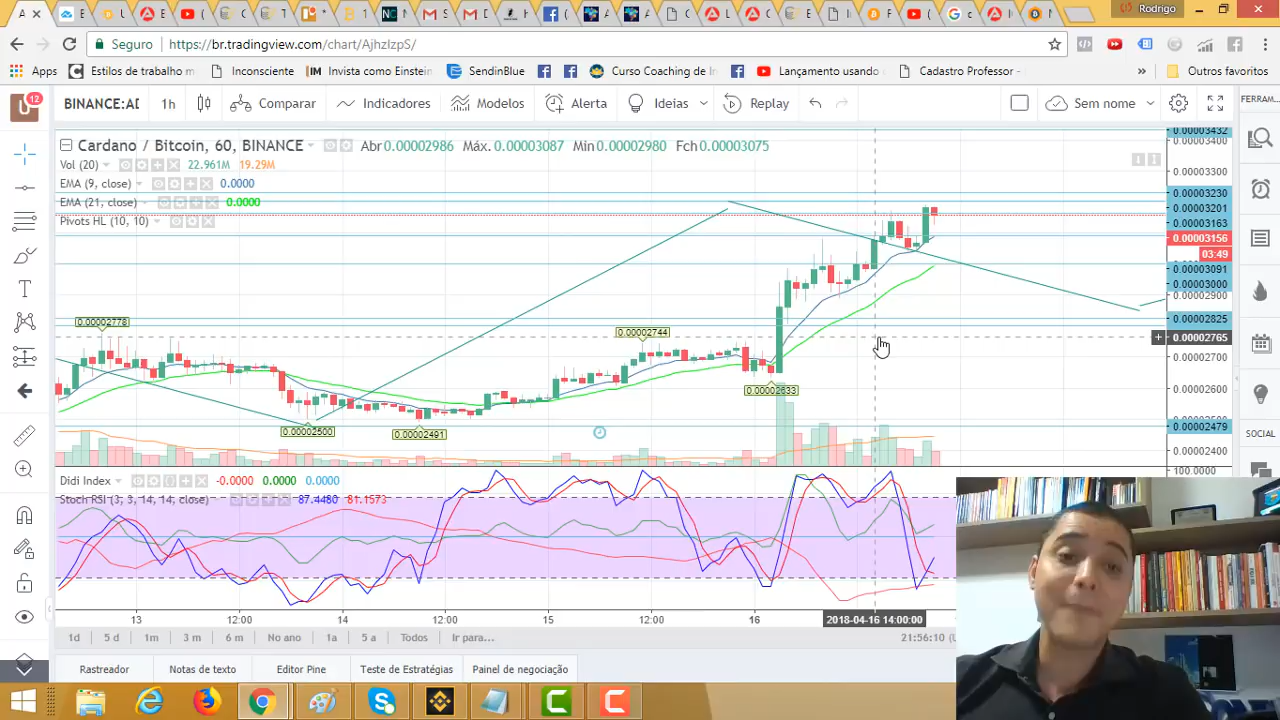 Rodrigo
Seguro https://br.tradingview.com/chart/AjhzIzpS/
Apps Estilos de trabalho Inconsciente IM Invista como Einstein SendinBlue Curso Coaching de Lançamento usando Cadastro Professor - » Outros favoritos
12 BINANCE:AD 1h Comparar Indicadores Modelos Alerta Ideias Replay Sem nome FERRAM
Cardano / Bitcoin, 60, BINANCE Abr 0.00002986 Máx. 0.00003087 Mín 0.00002980 Fch 0.00003075
Vol (20) 22.961M 19.29M
EMA (9, close) 0.0000
EMA (21, close) 0.0000
Pivots HL (10, 10)
0.00003432
0.00003400
0.00003300
0.00003230
0.00003201
0.00003163
0.00003156
03:49
0.00003091
0.00003000
0.00002900
0.00002825
0.00002765
0.00002700
0.00002600
0.00002479
0.00002400
0.00002778
0.00002744
0.00002633
0.00002500
0.00002491
100.0000
Didi Index -0.0000 0.0000 0.0000
Stoch RSI (3, 3, 14, 14, close) 87.4480 81.1573
SOCIAL
13 12:00 14 12:00 15 12:00 16 2018-04-16 14:00:00
1d 5 d 1m 3 m 6 m No ano 1a 5 a Todos Ir para... 21:56:10
Rastreador Notas de texto Editor Pine Teste de Estratégias Painel de negociação